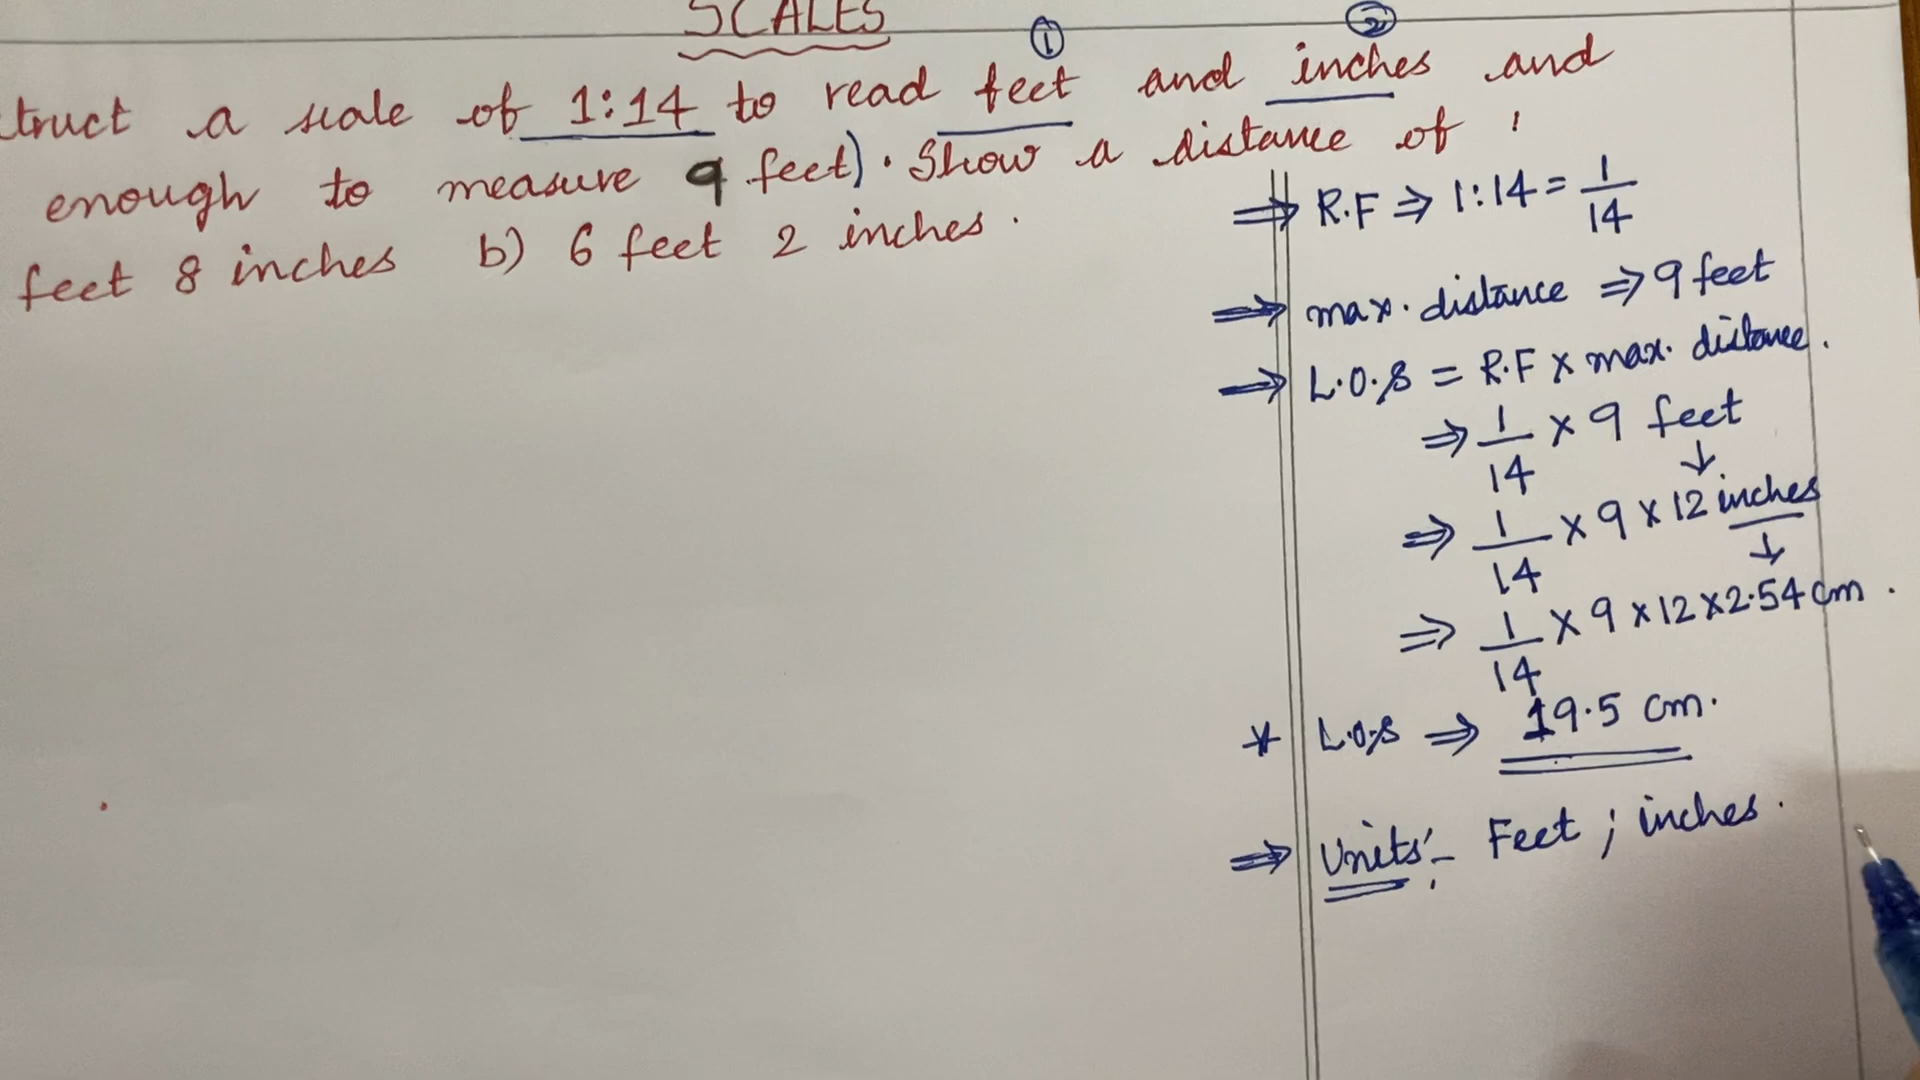 SCALES
① ②
truct a scale of 1:14 to read feet and inches and
enough to measure 9 feet). Show a distance of
feet 8 inches b) 6 feet 2 inches.
⇒ R.F ⇒ 1:14 = 1/14
⇒ max. distance ⇒ 9 feet
⇒ L.O.S = R.F x max. distance.
⇒ 1/14 x 9 feet
↓
⇒ 1/14 x 9 x 12 inches
↓
⇒ 1/14 x 9 x 12 x 2.54 cm.
* L.O.S ⇒ 19.5 cm.
⇒ Units:- Feet ; inches.